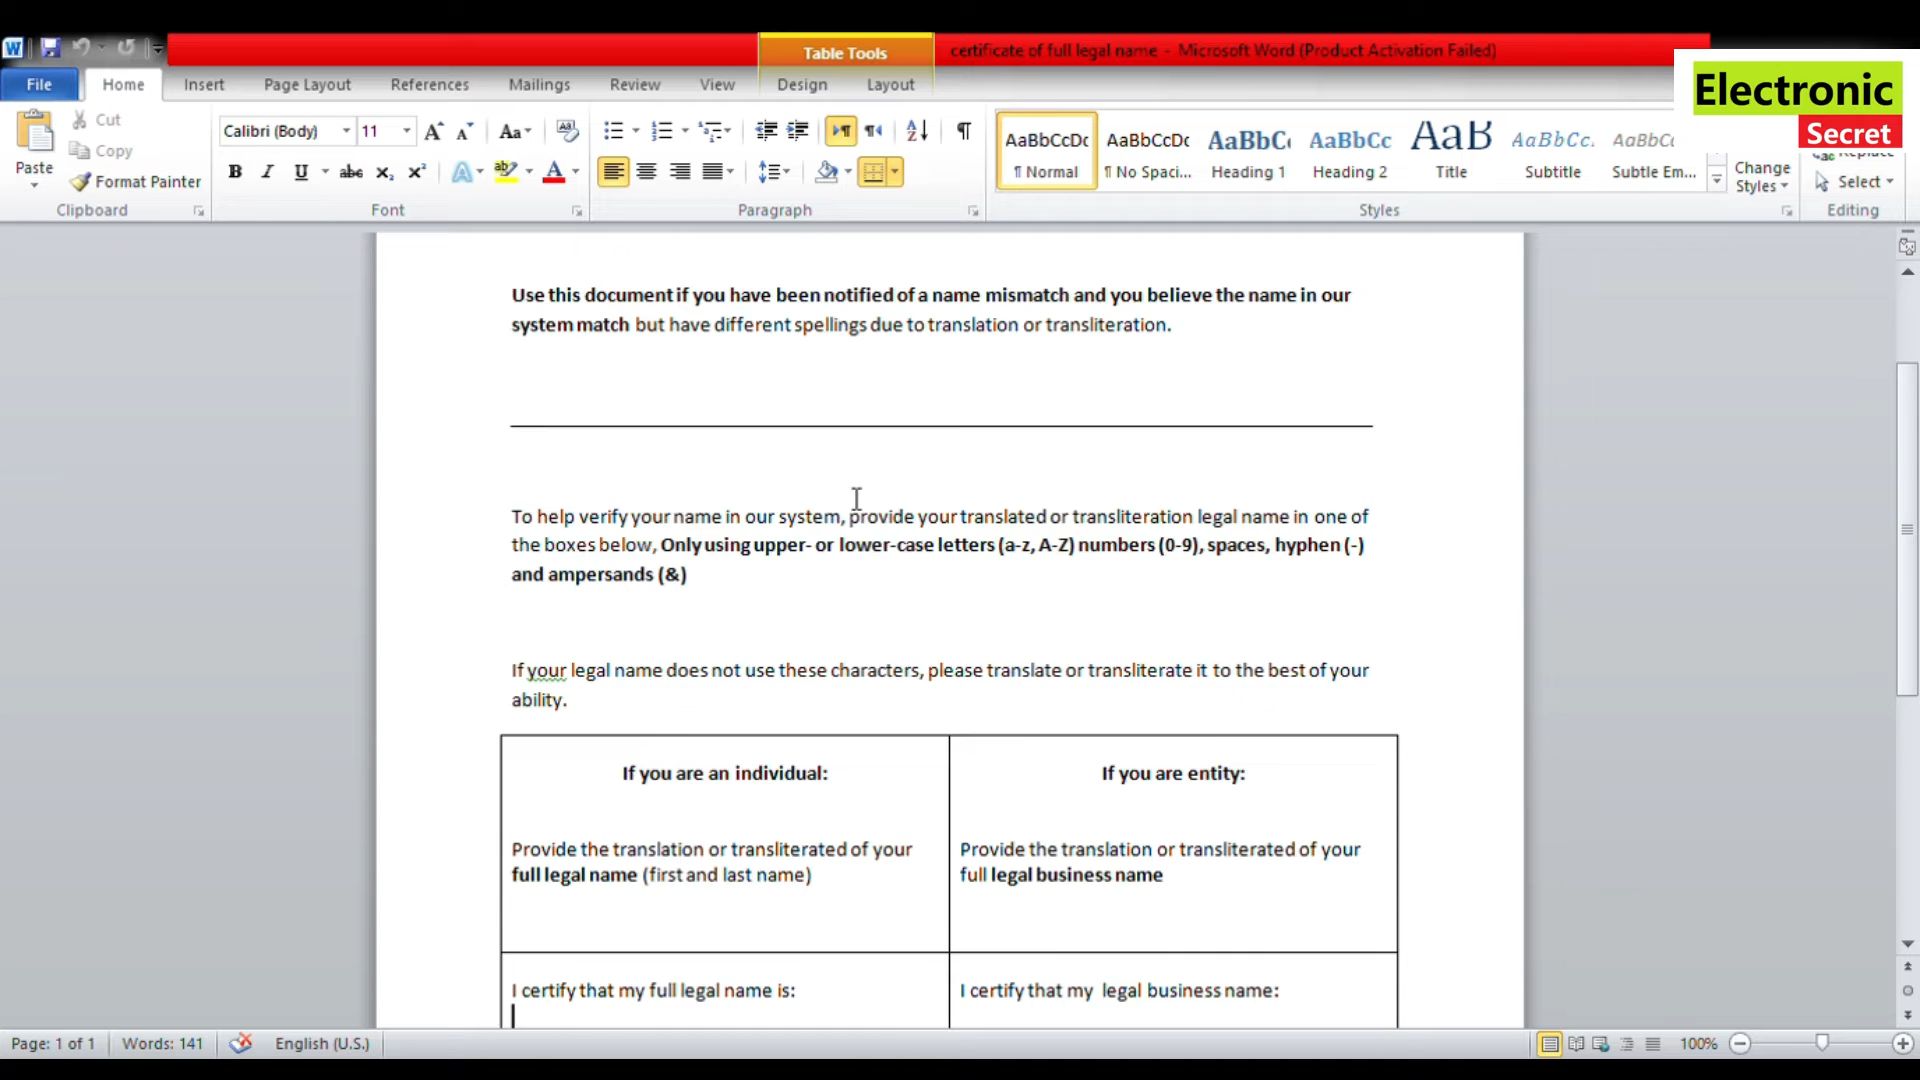 Table Tools
certificate of full legal name - Microsoft Word (Product Activation Failed)
File Home Insert Page Layout References Mailings Review View Design Layout
Electronic
Secret
Paste
Cut
Copy
Format Painter
Calibri (Body) 11
AaBbCcDc
¶ Normal
AaBbCcDc
¶ No Spaci...
AaBbC
Heading 1
AaBbCc
Heading 2
AaB
Title
AaBbCc.
Subtitle
AaBbCc
Subtle Em...
Change
Styles
Replace
Select
Clipboard Font Paragraph Styles Editing
Use this document if you have been notified of a name mismatch and you believe the name in our
system match but have different spellings due to translation or transliteration.
To help verify your name in our system, provide your translated or transliteration legal name in one of
the boxes below, Only using upper- or lower-case letters (a-z, A-Z) numbers (0-9), spaces, hyphen (-)
and ampersands (&)
If your legal name does not use these characters, please translate or transliterate it to the best of your
ability.
If you are an individual:
Provide the translation or transliterated of your
full legal name (first and last name)
If you are entity:
Provide the translation or transliterated of your
full legal business name
I certify that my full legal name is:
I certify that my legal business name:
Page: 1 of 1 Words: 141 English (U.S.) 100%